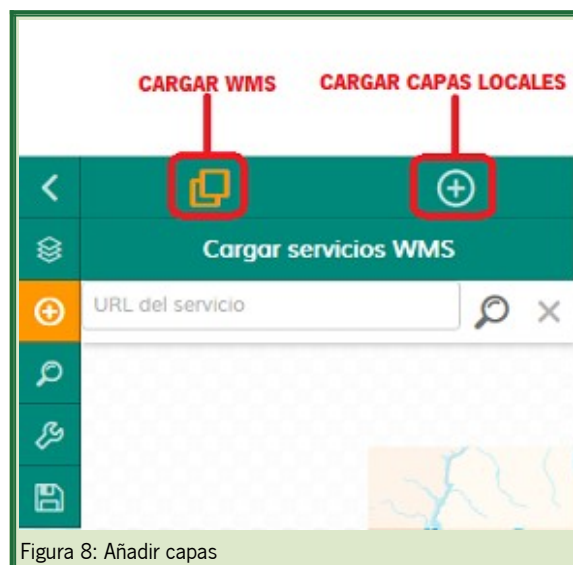 CARGAR WMS CARGAR CAPAS LOCALES
Cargar servicios WMS
URL del servicio
Figura 8: Añadir capas